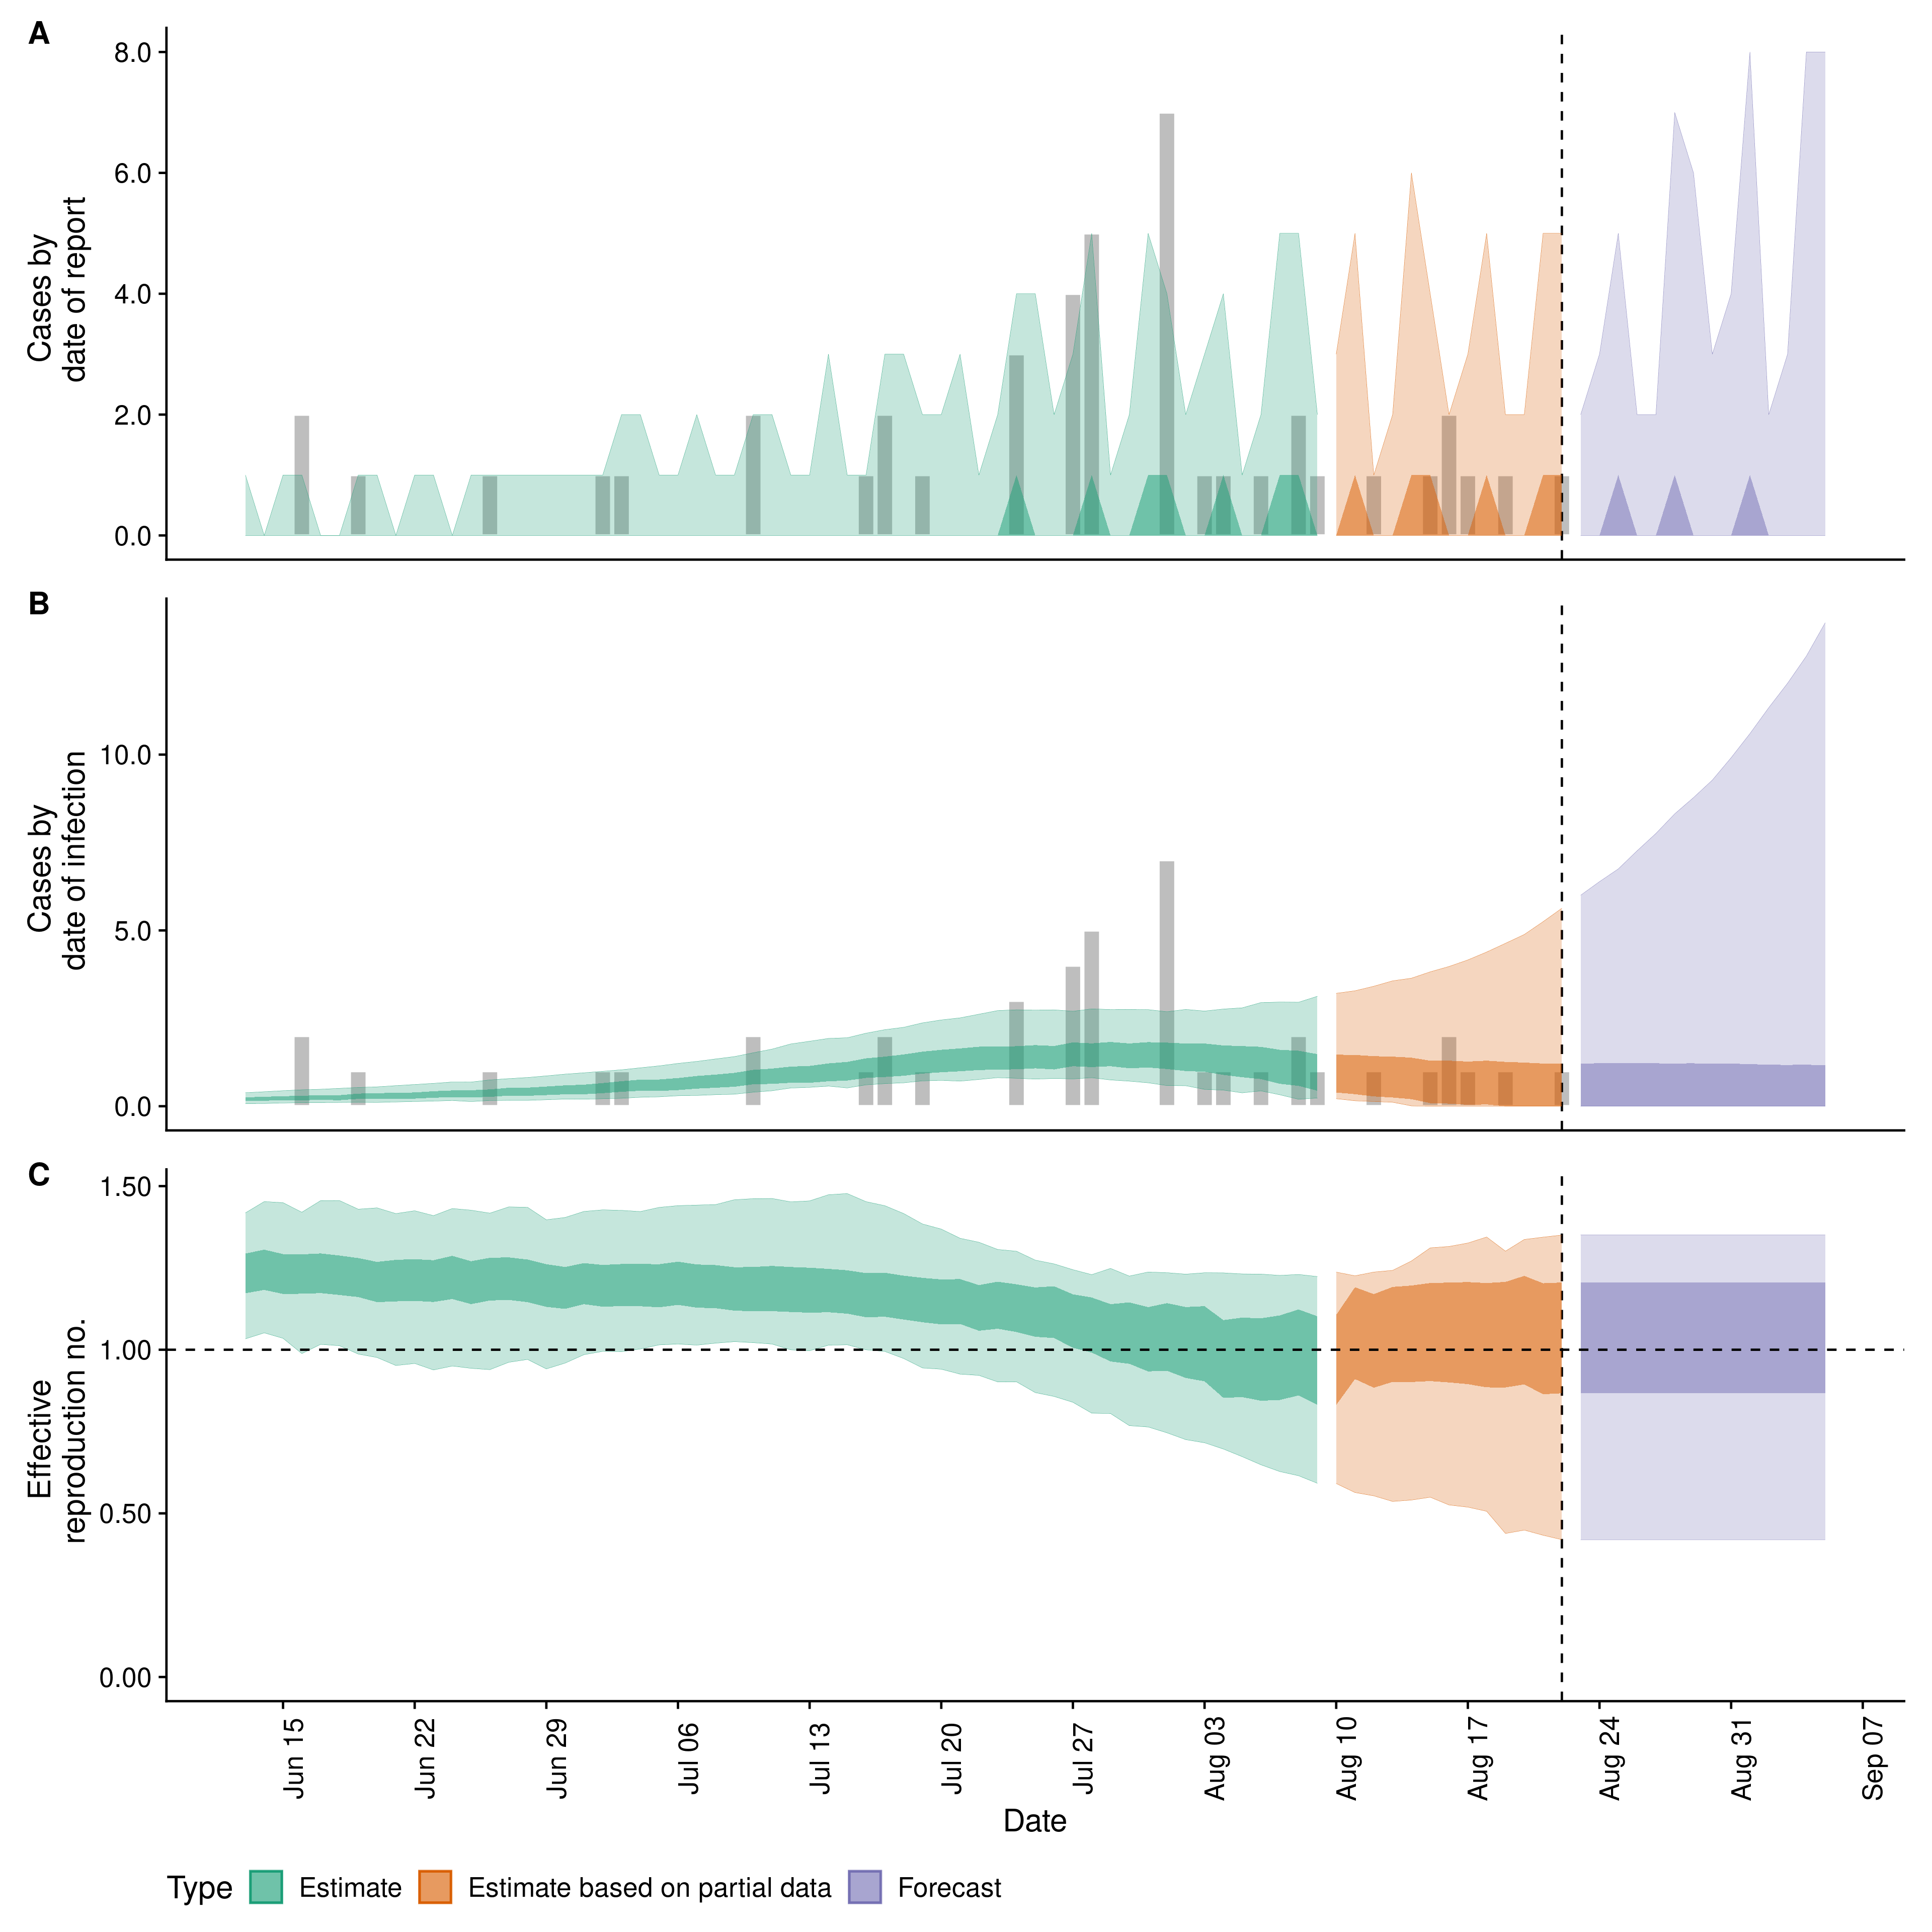 A
8.0
6.0
4.0
2.0
0.0
Cases by
date of report
B
10.0
5.0
0.0
Cases by
date of infection
C
1.50
1.00
0.50
0.00
Effective
reproduction no.
Jun 15
Jun 22
Jun 29
Jul 06
Jul 13
Jul 20
Jul 27
Aug 03
Aug 10
Aug 17
Aug 24
Aug 31
Sep 07
Date
Type Estimate Estimate based on partial data Forecast